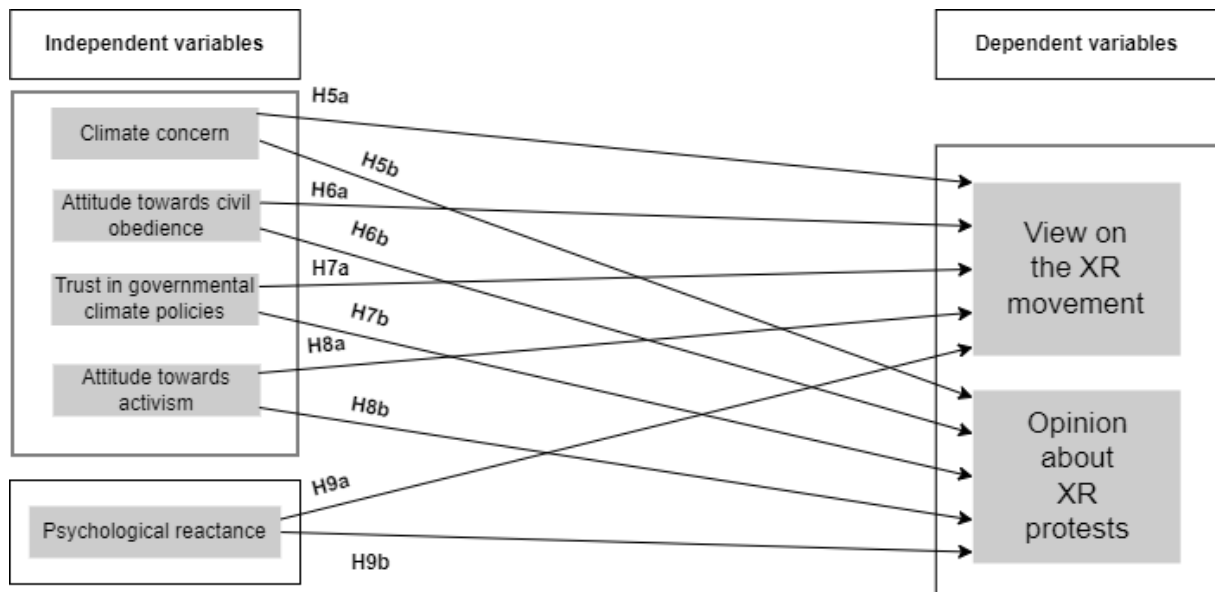 Independent variables
Dependent variables
H5a
Climate concern
H5b
Attitude towards civil
obedience
H6a
H6b
Trust in governmental
climate policies
H7a
H7b
Attitude towards
activism
H8a
H8b
Psychological reactance
H9a
H9b
View on
the XR
movement
Opinion
about
XR
protests